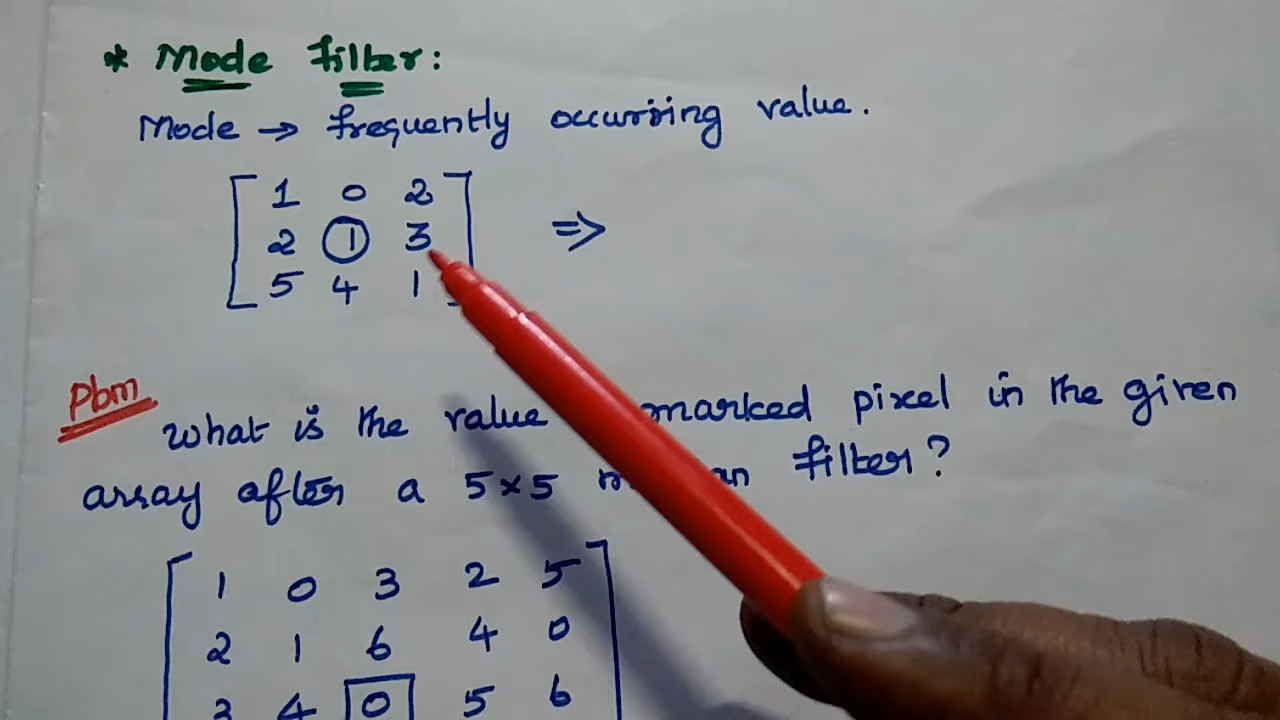 * Mode Filter:
Mode → frequently occurring value.
1 0 2
2 1 3
5 4 1
⇒
Pbm
What is the value marked pixel in the given
array after a 5×5 filter?
1 0 3 2 5
2 1 6 4 0
3 4 0 5 6